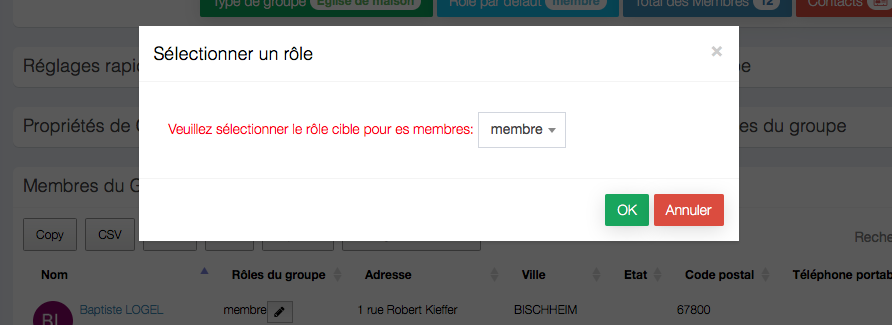 Type de groupe Eglise de maison Rôle par défaut membre Total des Membres 12 Contacts
Sélectionner un rôle ×
Réglages rapi pe
Veuillez sélectionner le rôle cible pour es membres: membre
Propriétés de es du groupe
Membres du G
OK Annuler
Copy CSV Reche
Nom Rôles du groupe Adresse Ville Etat Code postal Téléphone portab
BL Baptiste LOGEL membre 1 rue Robert Kieffer BISCHHEIM 67800